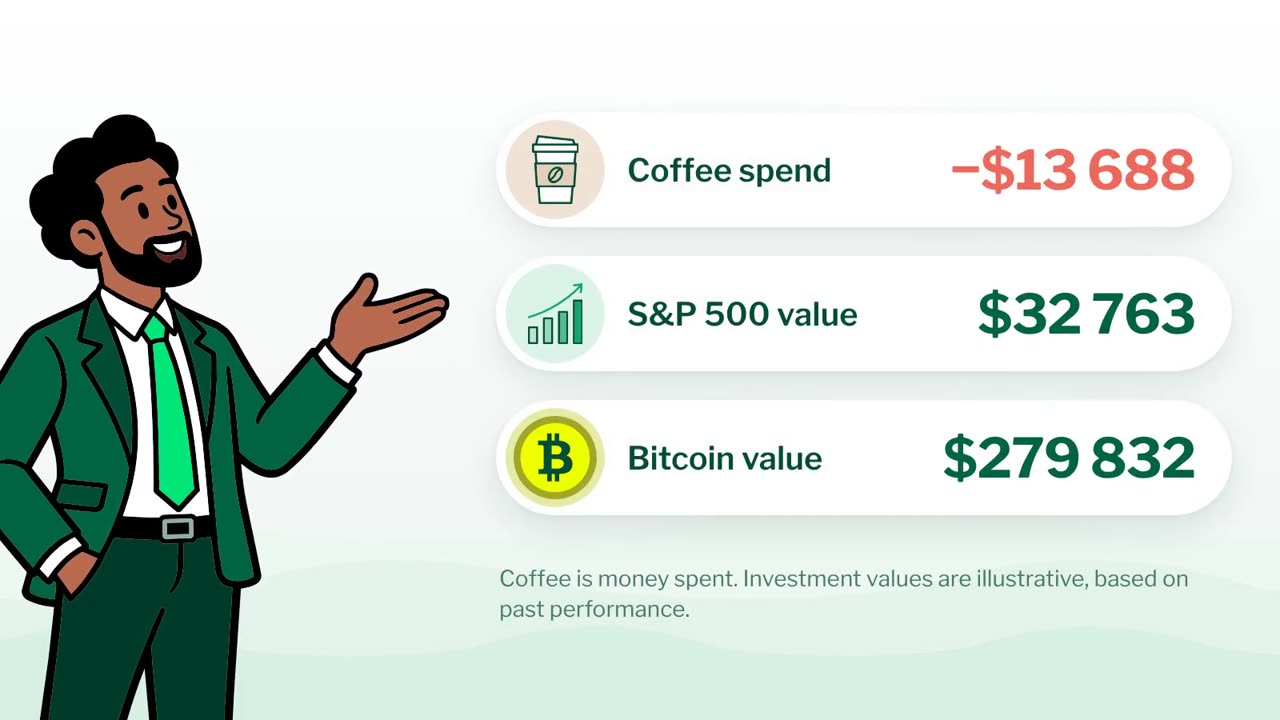 Coffee spend −$13 688
S&P 500 value $32 763
Bitcoin value $279 832
Coffee is money spent. Investment values are illustrative, based on
past performance.